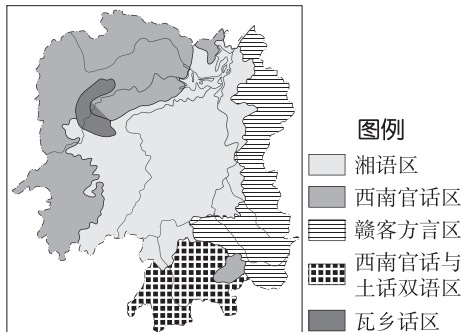 图例
湘语区
西南官话区
赣客方言区
西南官话与
土话双语区
瓦乡话区